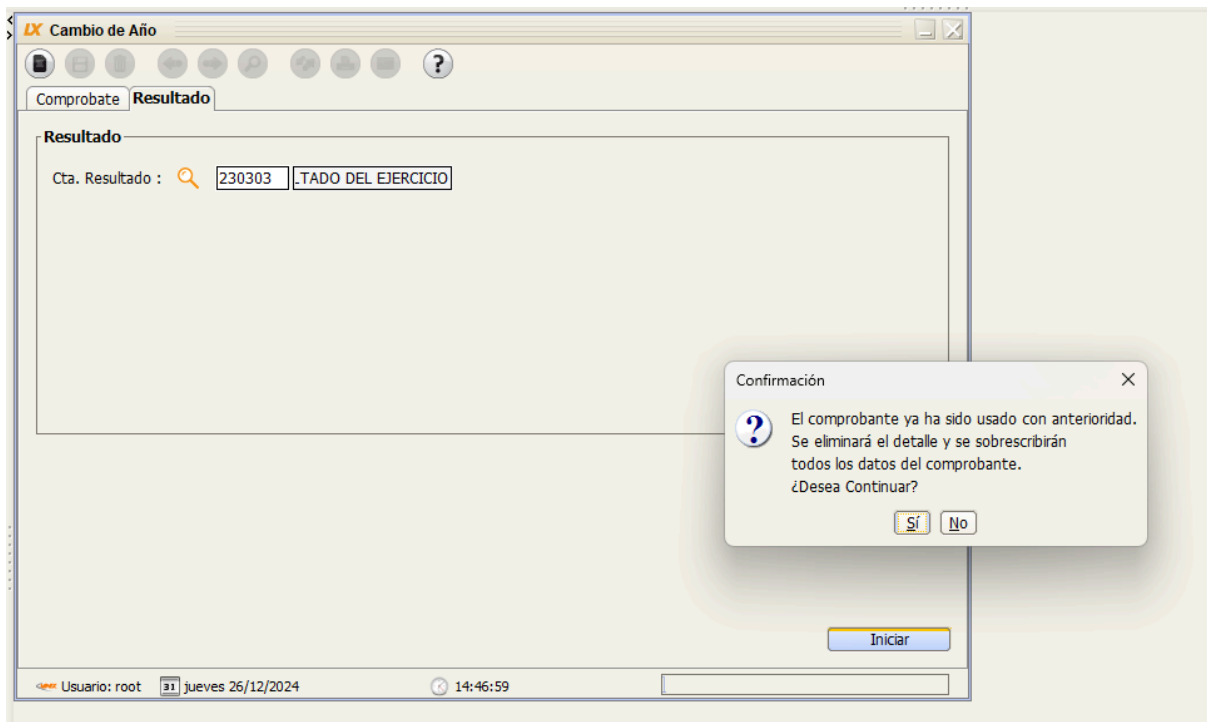 LX Cambio de Año
?
Comprobate Resultado
Resultado
Cta. Resultado : 230303 .TADO DEL EJERCICIO
Confirmación
?
El comprobante ya ha sido usado con anterioridad.
Se eliminará el detalle y se sobrescribirán
todos los datos del comprobante.
¿Desea Continuar?
Sí No
Iniciar
Usuario: root 31 jueves 26/12/2024 14:46:59